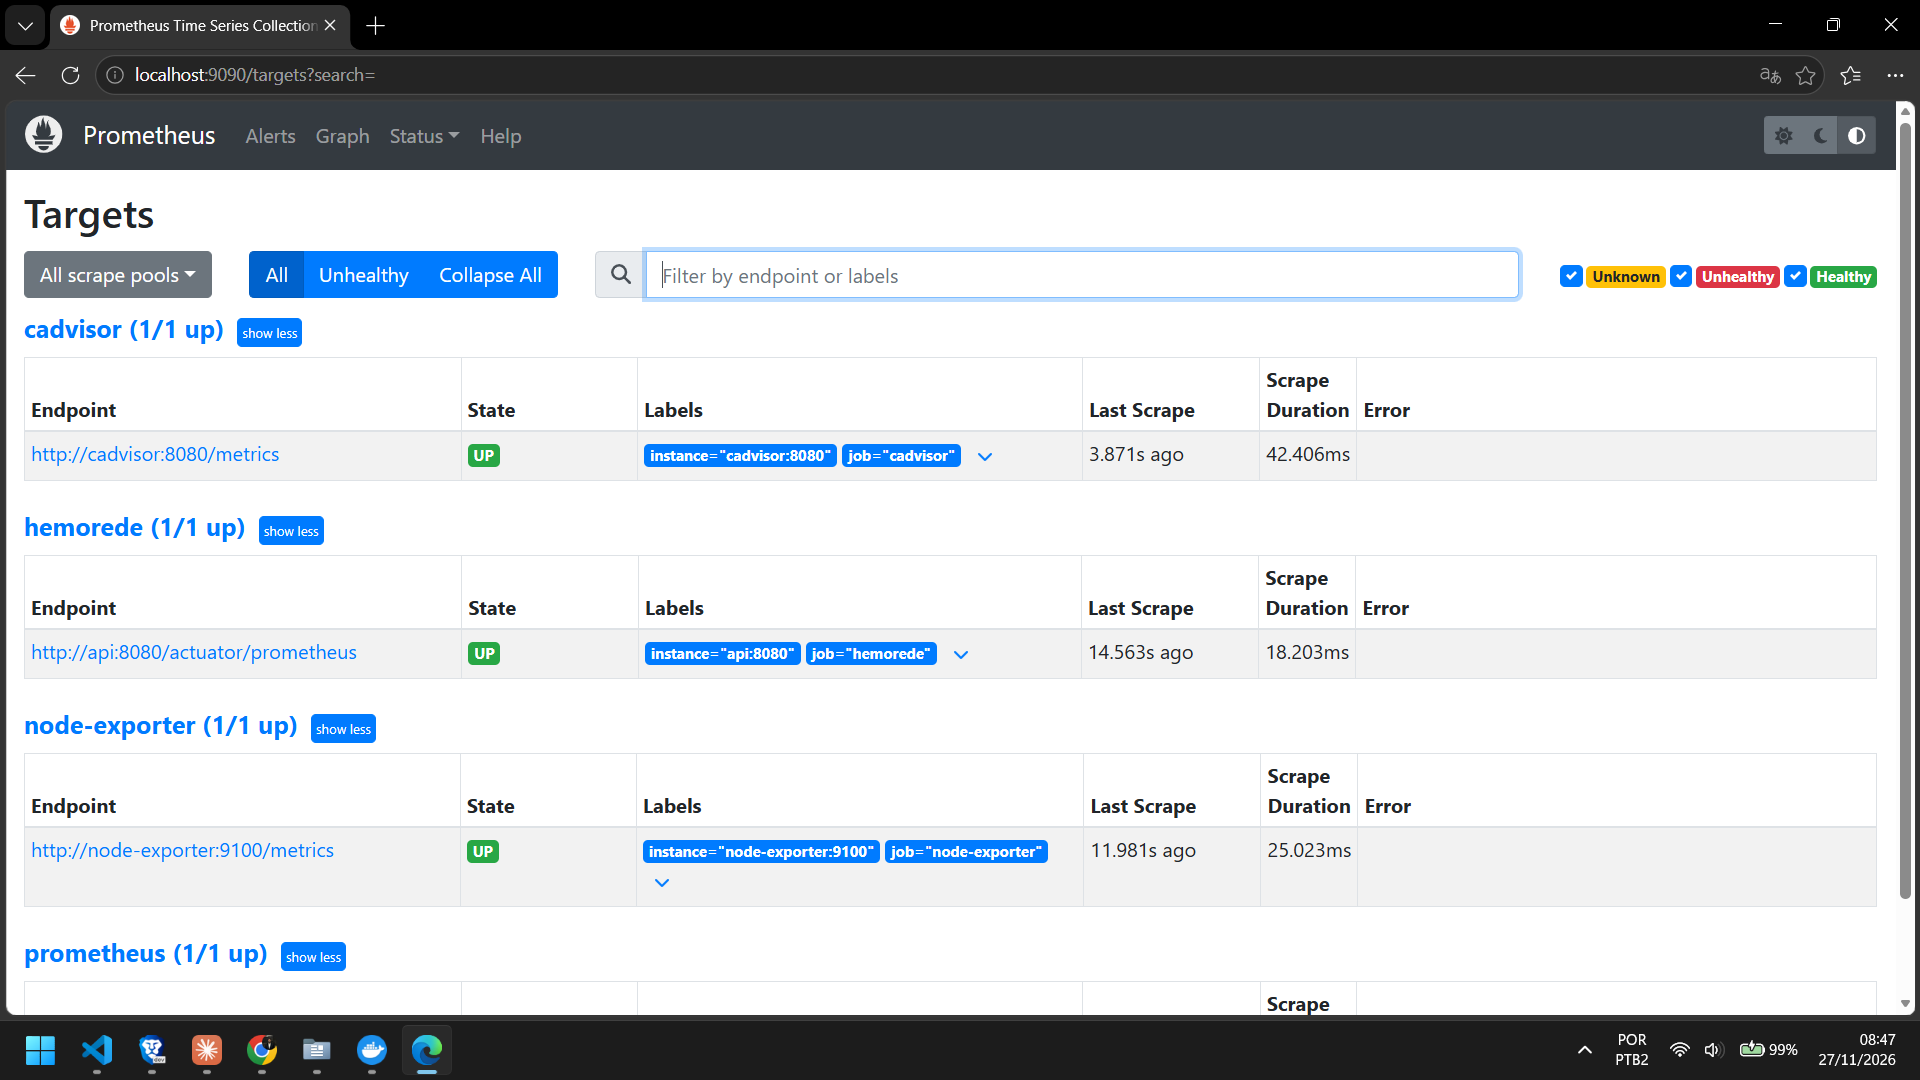 Prometheus Time Series Collection
localhost:9090/targets?search=
Prometheus Alerts Graph Status Help
Targets
All scrape pools All Unhealthy Collapse All Filter by endpoint or labels Unknown Unhealthy Healthy
cadvisor (1/1 up) show less
Endpoint State Labels Last Scrape Scrape Duration Error
http://cadvisor:8080/metrics UP instance="cadvisor:8080" job="cadvisor" 3.871s ago 42.406ms
hemorede (1/1 up) show less
Endpoint State Labels Last Scrape Scrape Duration Error
http://api:8080/actuator/prometheus UP instance="api:8080" job="hemorede" 14.563s ago 18.203ms
node-exporter (1/1 up) show less
Endpoint State Labels Last Scrape Scrape Duration Error
http://node-exporter:9100/metrics UP instance="node-exporter:9100" job="node-exporter" 11.981s ago 25.023ms
prometheus (1/1 up) show less
Scrape
POR 08:47
PTB2 99% 27/11/2026